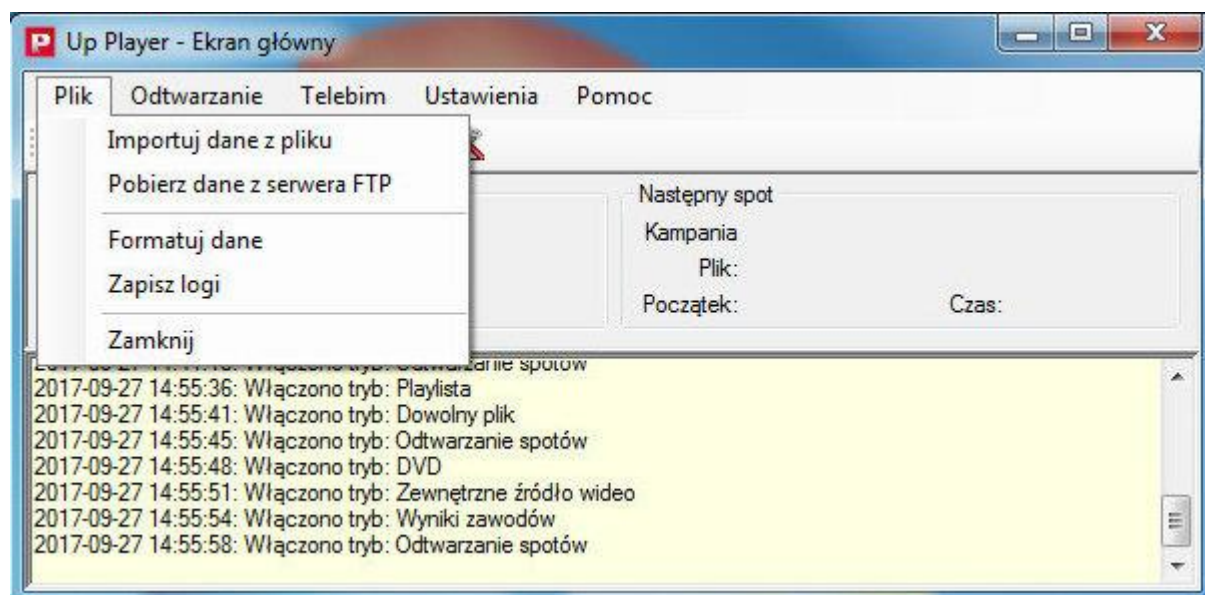 Up Player - Ekran główny
Plik Odtwarzanie Telebim Ustawienia Pomoc
Importuj dane z pliku
Pobierz dane z serwera FTP
Formatuj dane
Zapisz logi
Zamknij
Następny spot
Kampania
Plik:
Początek: Czas:
2017-09-27 14:55:36: Włączono tryb: Playlista
2017-09-27 14:55:41: Włączono tryb: Dowolny plik
2017-09-27 14:55:45: Włączono tryb: Odtwarzanie spotów
2017-09-27 14:55:48: Włączono tryb: DVD
2017-09-27 14:55:51: Włączono tryb: Zewnętrzne źródło wideo
2017-09-27 14:55:54: Włączono tryb: Wyniki zawodów
2017-09-27 14:55:58: Włączono tryb: Odtwarzanie spotów